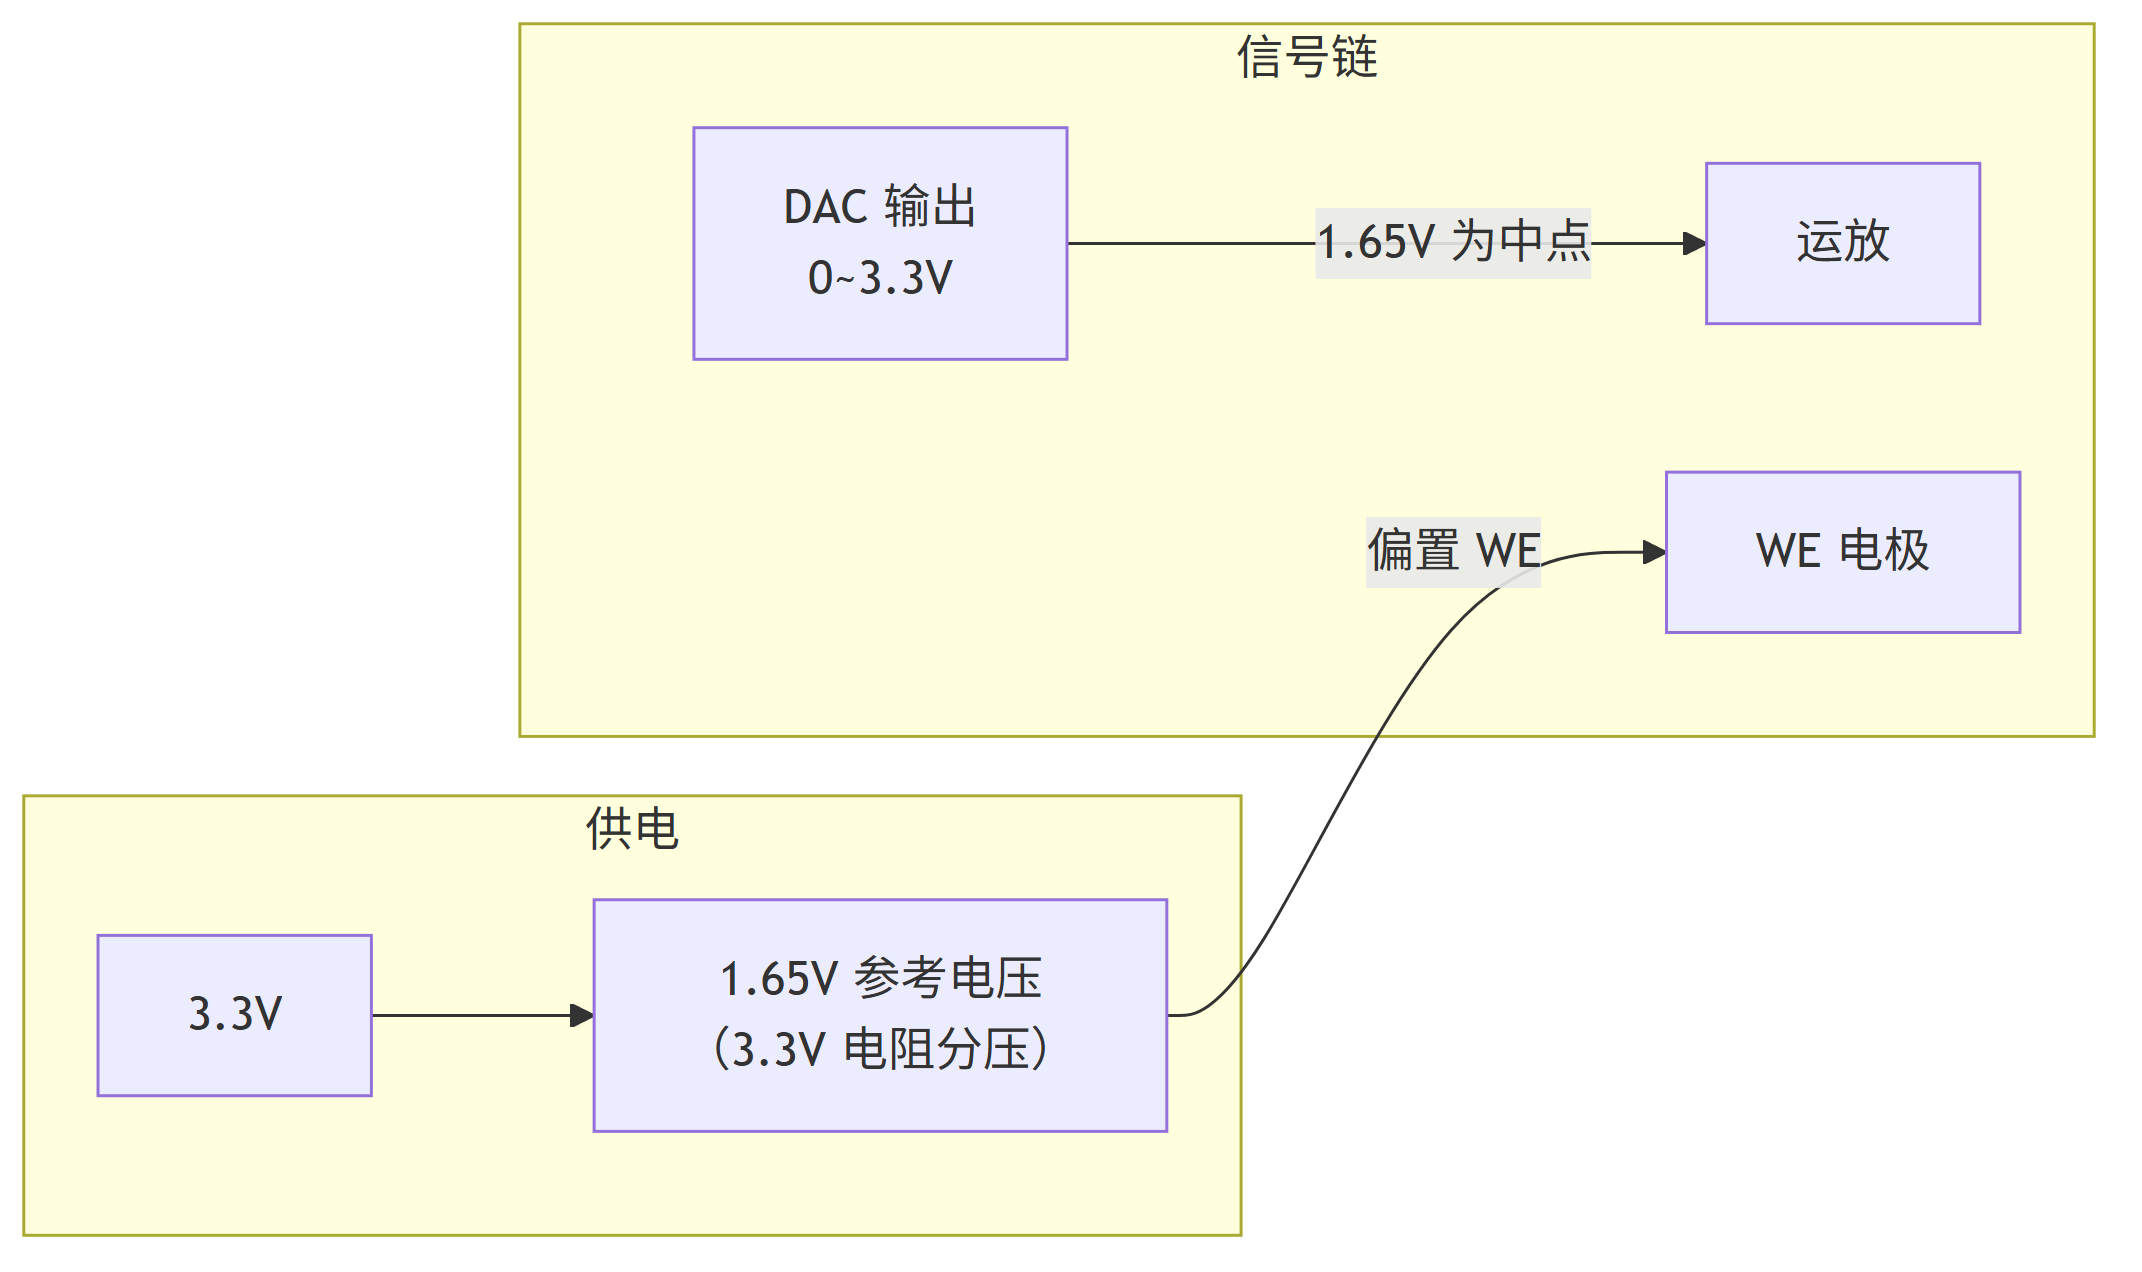 信号链
DAC 输出
0~3.3V
1.65V 为中点
运放
偏置 WE
WE 电极
供电
3.3V
1.65V 参考电压
（3.3V 电阻分压）